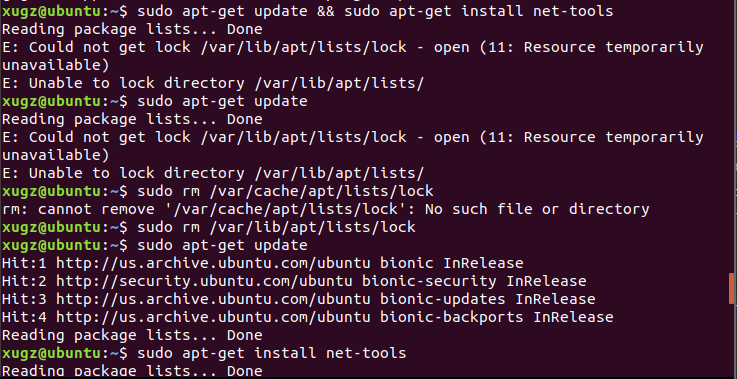 xugz@ubuntu:~$ sudo apt-get update && sudo apt-get install net-tools
Reading package lists... Done
E: Could not get lock /var/lib/apt/lists/lock - open (11: Resource temporarily
unavailable)
E: Unable to lock directory /var/lib/apt/lists/
xugz@ubuntu:~$ sudo apt-get update
Reading package lists... Done
E: Could not get lock /var/lib/apt/lists/lock - open (11: Resource temporarily
unavailable)
E: Unable to lock directory /var/lib/apt/lists/
xugz@ubuntu:~$ sudo rm /var/cache/apt/lists/lock
rm: cannot remove '/var/cache/apt/lists/lock': No such file or directory
xugz@ubuntu:~$ sudo rm /var/lib/apt/lists/lock
xugz@ubuntu:~$ sudo apt-get update
Hit:1 http://us.archive.ubuntu.com/ubuntu bionic InRelease
Hit:2 http://security.ubuntu.com/ubuntu bionic-security InRelease
Hit:3 http://us.archive.ubuntu.com/ubuntu bionic-updates InRelease
Hit:4 http://us.archive.ubuntu.com/ubuntu bionic-backports InRelease
Reading package lists... Done
xugz@ubuntu:~$ sudo apt-get install net-tools
Reading package lists... Done